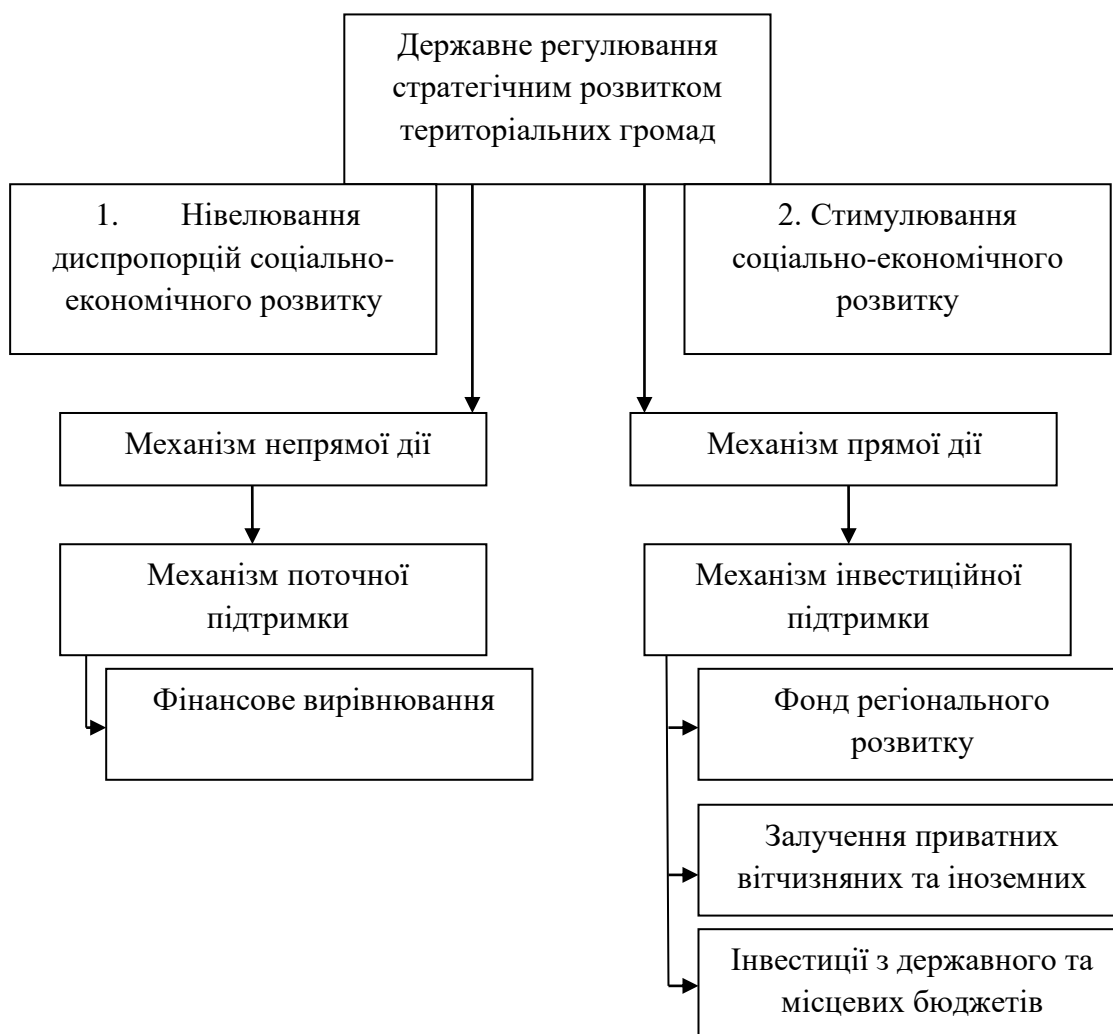 Державне регулювання
стратегічним розвитком
територіальних громад
1. Нівелювання
диспропорцій соціально-
економічного розвитку
2. Стимулювання
соціально-економічного
розвитку
Механізм непрямої дії
Механізм прямої дії
Механізм поточної
підтримки
Механізм інвестиційної
підтримки
Фінансове вирівнювання
Фонд регіонального
розвитку
Залучення приватних
вітчизняних та іноземних
Інвестиції з державного та
місцевих бюджетів